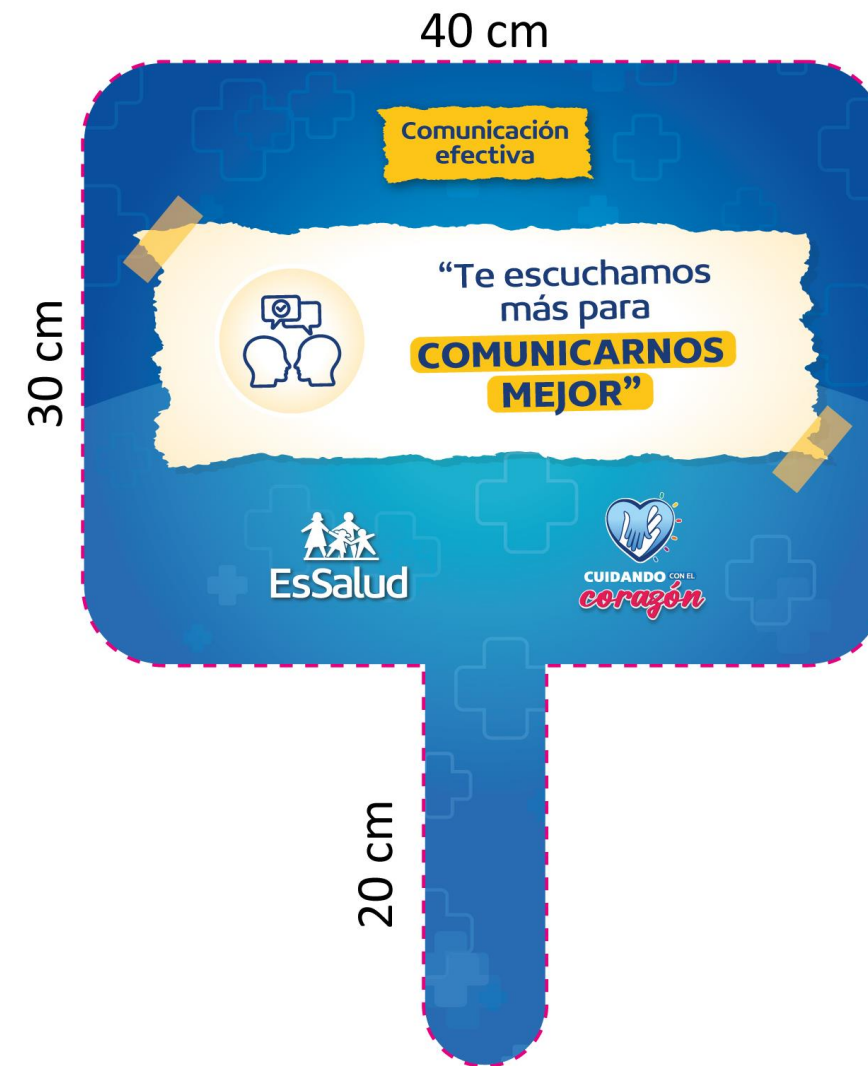 40 cm
Comunicación
efectiva
30 cm
“Te escuchamos
más para
COMUNICARNOS
MEJOR”
EsSalud
CUIDANDO CON EL
corazón
20 cm